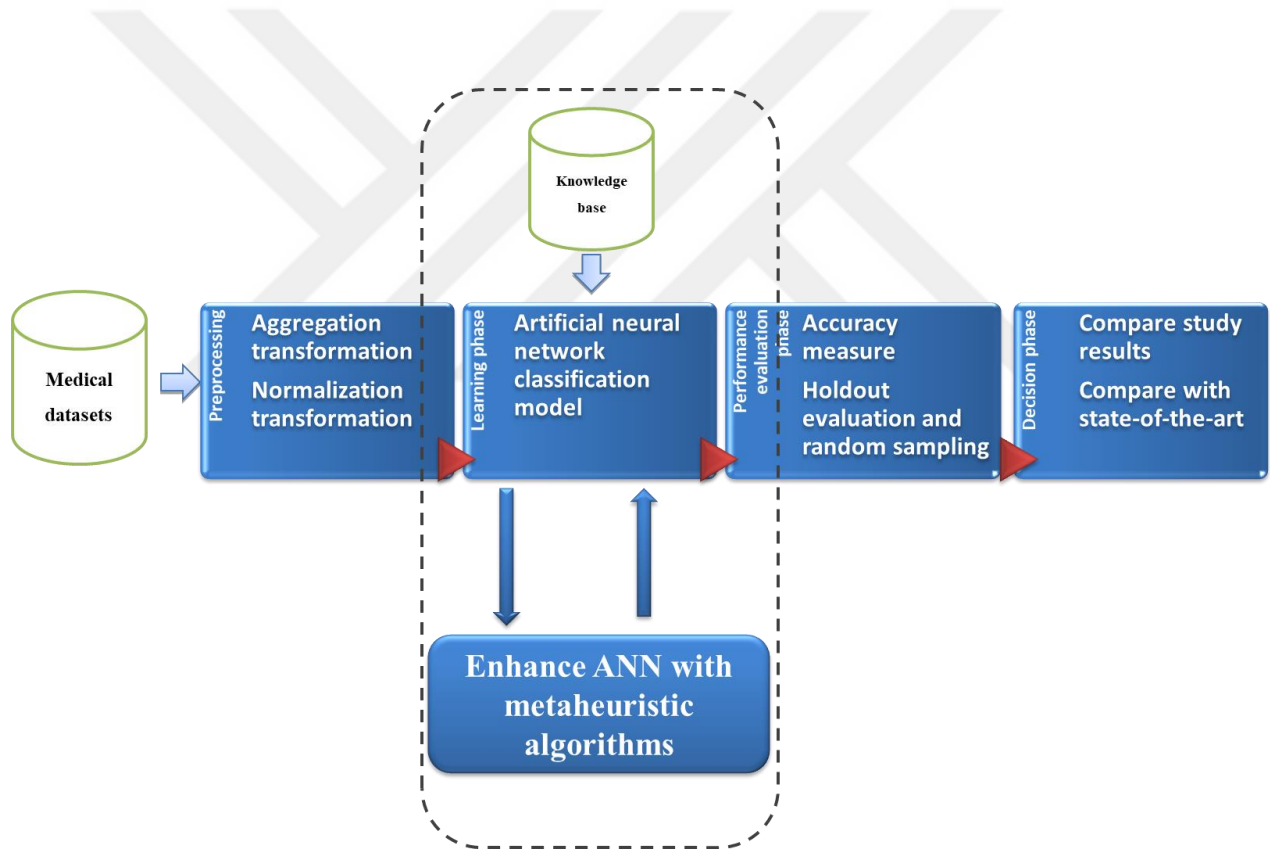 Knowledge
base
Medical
datasets
Preprocessing
Aggregation
transformation
Normalization
transformation
Learning phase
Artificial neural
network
classification
model
Performance
evaluation
phase
Accuracy
measure
Holdout
evaluation and
random sampling
Decision phase
Compare study
results
Compare with
state-of-the-art
Enhance ANN with
metaheuristic
algorithms